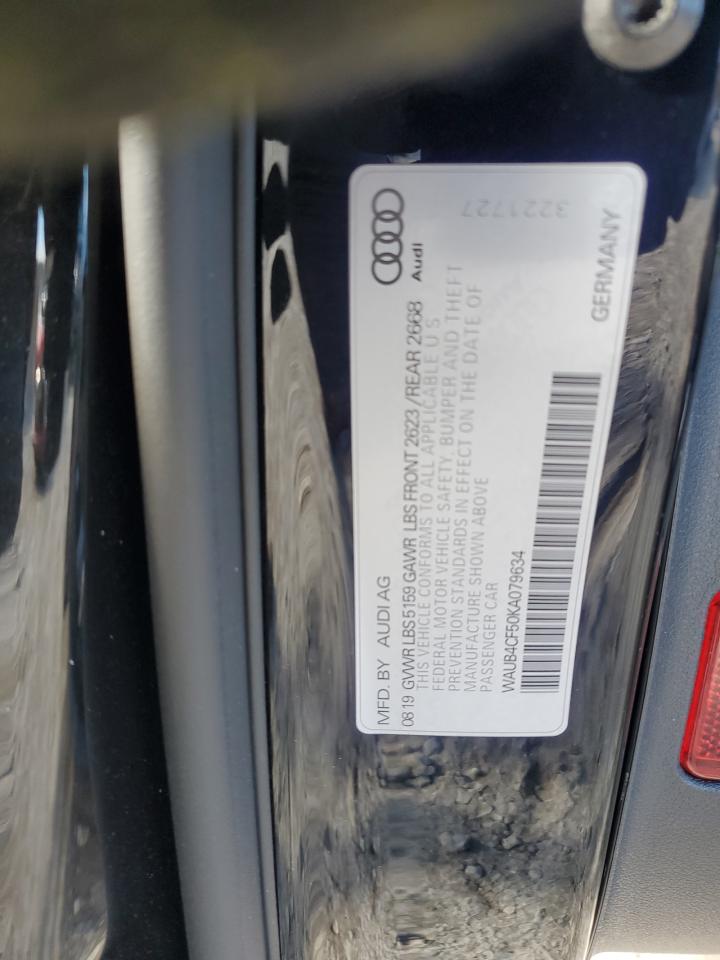 MFD. BY AUDI AG
Audi
0819 GVWR LBS 5159 GAWR LBS FRONT 2623 / REAR 2668
THIS VEHICLE CONFORMS TO ALL APPLICABLE U S
FEDERAL MOTOR VEHICLE SAFETY, BUMPER AND THEFT
PREVENTION STANDARDS IN EFFECT ON THE DATE OF
MANUFACTURE SHOWN ABOVE
PASSENGER CAR
3221727
WAUB4CF50KA079634
GERMANY